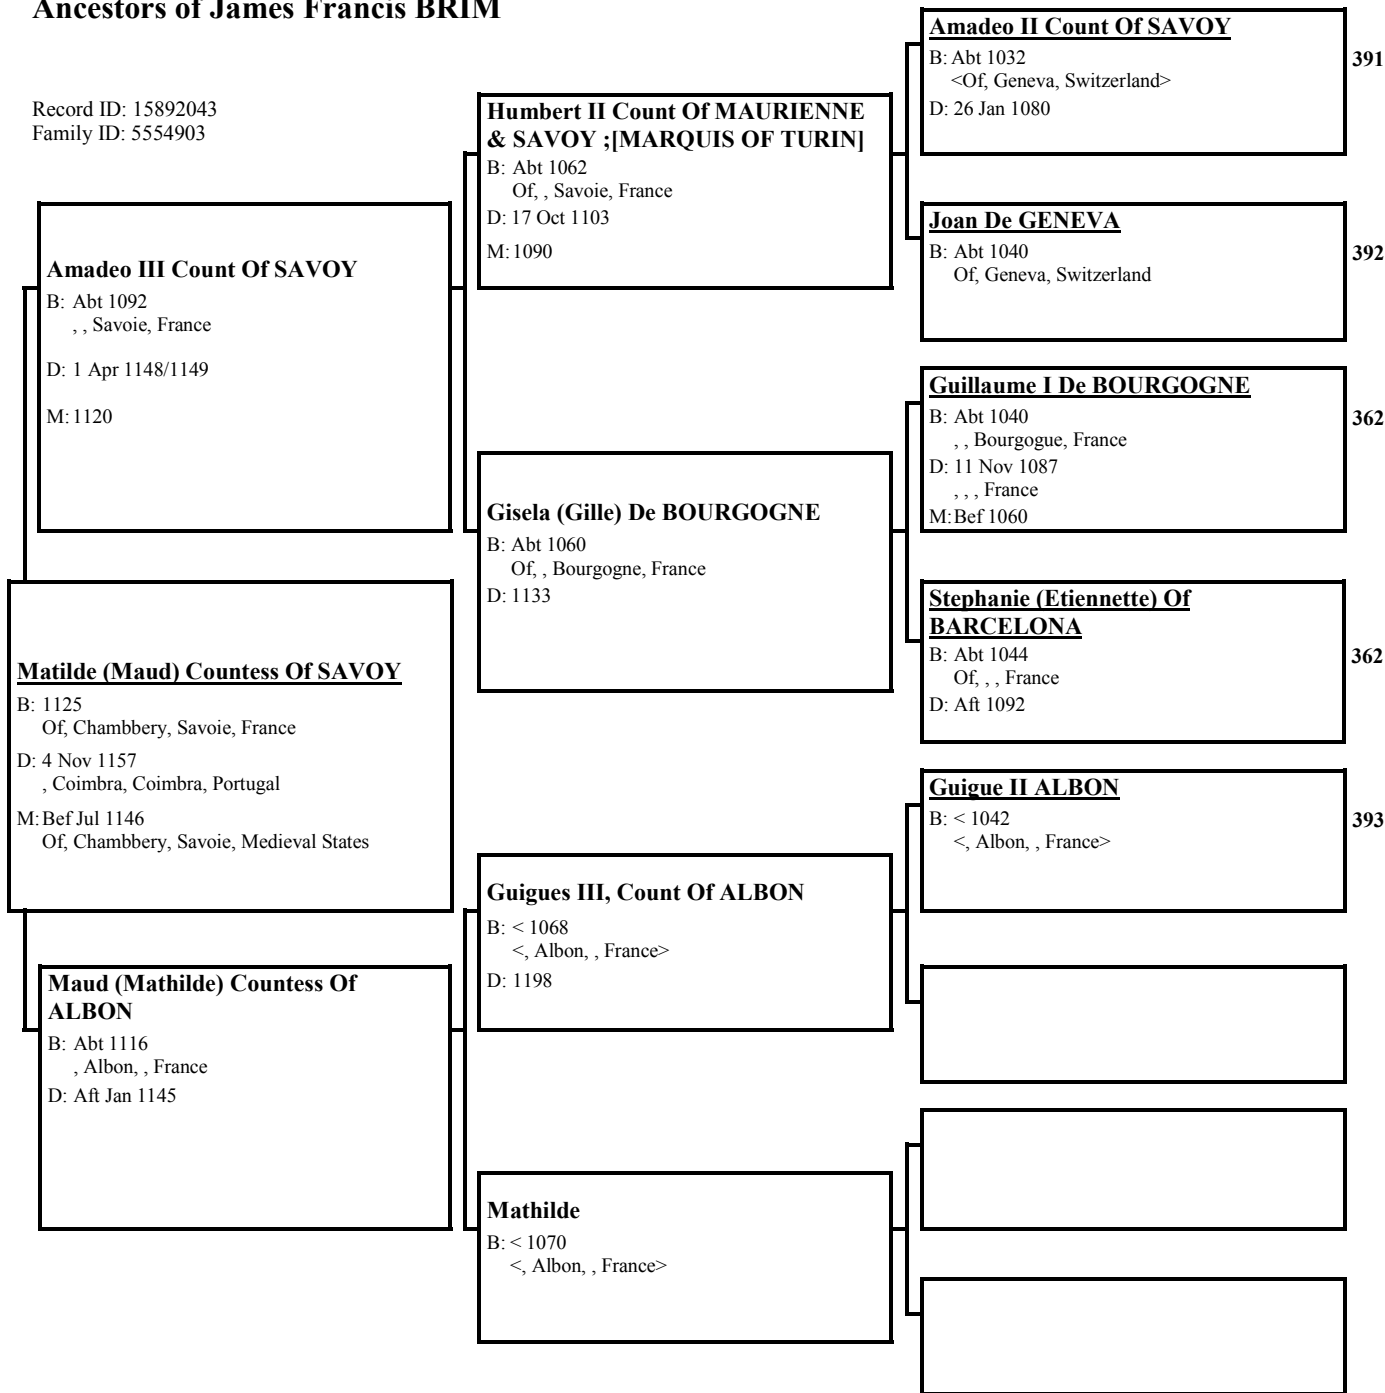 Ancestors of James Francis BRIM
Record ID: 15892043
Family ID: 5554903
Matilde (Maud) Countess Of SAVOY
B: 1125
Of, Chambbery, Savoie, France
D: 4 Nov 1157
, Coimbra, Coimbra, Portugal
M: Bef Jul 1146
Of, Chambbery, Savoie, Medieval States
Amadeo III Count Of SAVOY
B: Abt 1092
, , Savoie, France
D: 1 Apr 1148/1149
M: 1120
Maud (Mathilde) Countess Of
ALBON
B: Abt 1116
, Albon, , France
D: Aft Jan 1145
Humbert II Count Of MAURIENNE
& SAVOY ;[MARQUIS OF TURIN]
B: Abt 1062
Of, , Savoie, France
D: 17 Oct 1103
M: 1090
Gisela (Gille) De BOURGOGNE
B: Abt 1060
Of, , Bourgogne, France
D: 1133
Guigues III, Count Of ALBON
B: < 1068
<, Albon, , France>
D: 1198
Mathilde
B: < 1070
<, Albon, , France>
Amadeo II Count Of SAVOY
B: Abt 1032
<Of, Geneva, Switzerland>
D: 26 Jan 1080
391
Joan De GENEVA
B: Abt 1040
Of, Geneva, Switzerland
392
Guillaume I De BOURGOGNE
B: Abt 1040
, , Bourgogue, France
D: 11 Nov 1087
, , , France
M: Bef 1060
362
Stephanie (Etiennette) Of
BARCELONA
B: Abt 1044
Of, , , France
D: Aft 1092
362
Guigue II ALBON
B: < 1042
<, Albon, , France>
393